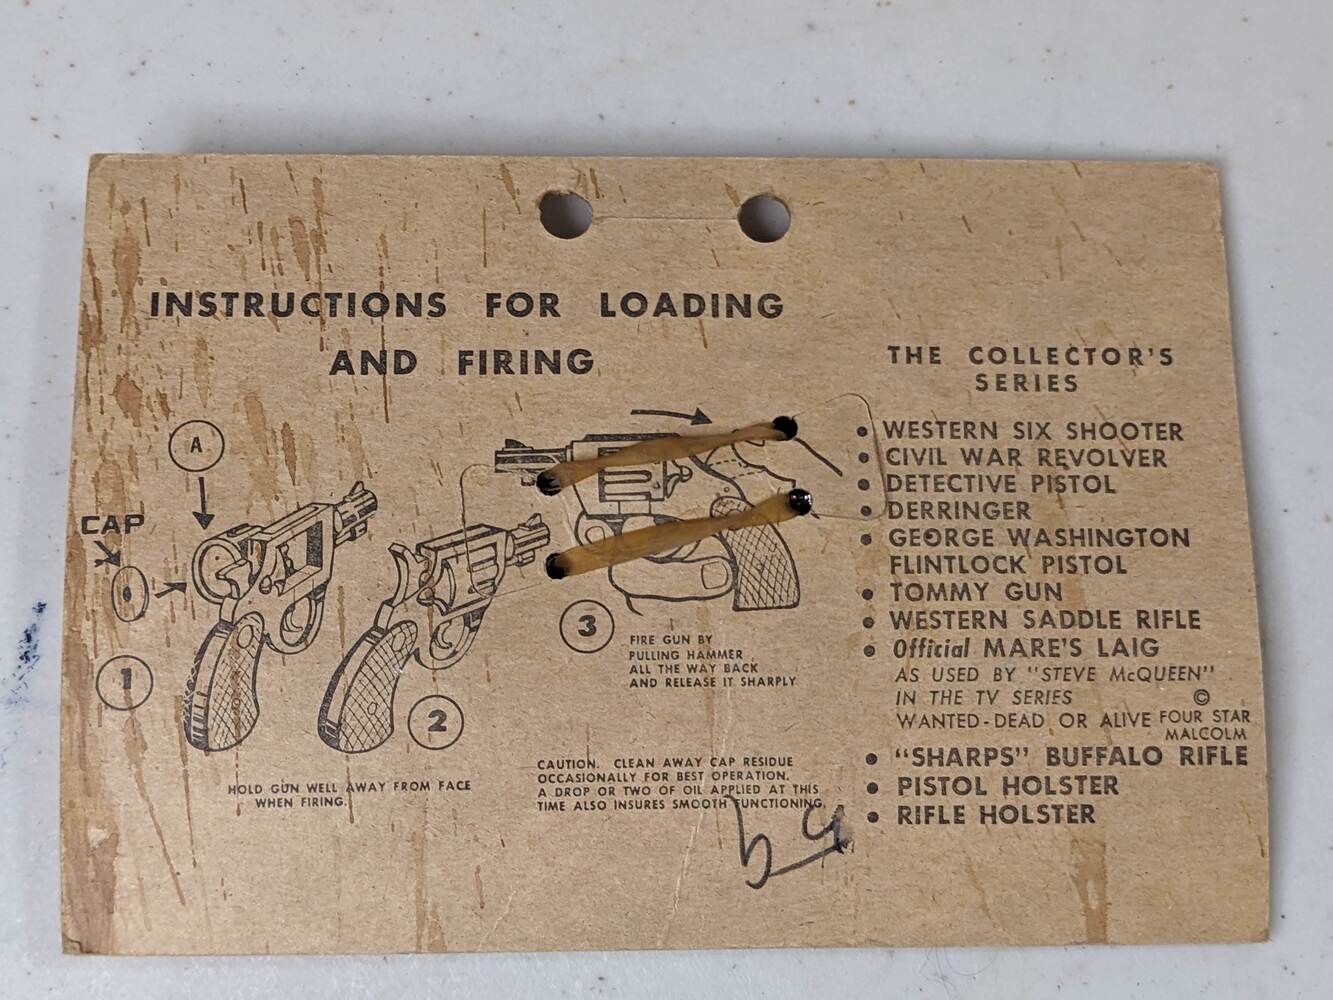 INSTRUCTIONS FOR LOADING
AND FIRING
A
CAP
1
2
3
HOLD GUN WELL AWAY FROM FACE
WHEN FIRING.
FIRE GUN BY
PULLING HAMMER
ALL THE WAY BACK
AND RELEASE IT SHARPLY
CAUTION. CLEAN AWAY CAP RESIDUE
OCCASIONALLY FOR BEST OPERATION.
A DROP OR TWO OF OIL APPLIED AT THIS
TIME ALSO INSURES SMOOTH FUNCTIONING.
THE COLLECTOR'S
SERIES
• WESTERN SIX SHOOTER
• CIVIL WAR REVOLVER
• DETECTIVE PISTOL
• DERRINGER
• GEORGE WASHINGTON
FLINTLOCK PISTOL
• TOMMY GUN
• WESTERN SADDLE RIFLE
• Official MARE'S LAIG
AS USED BY "STEVE McQUEEN"
IN THE TV SERIES ©
WANTED-DEAD OR ALIVE FOUR STAR
MALCOLM
• "SHARPS" BUFFALO RIFLE
• PISTOL HOLSTER
• RIFLE HOLSTER